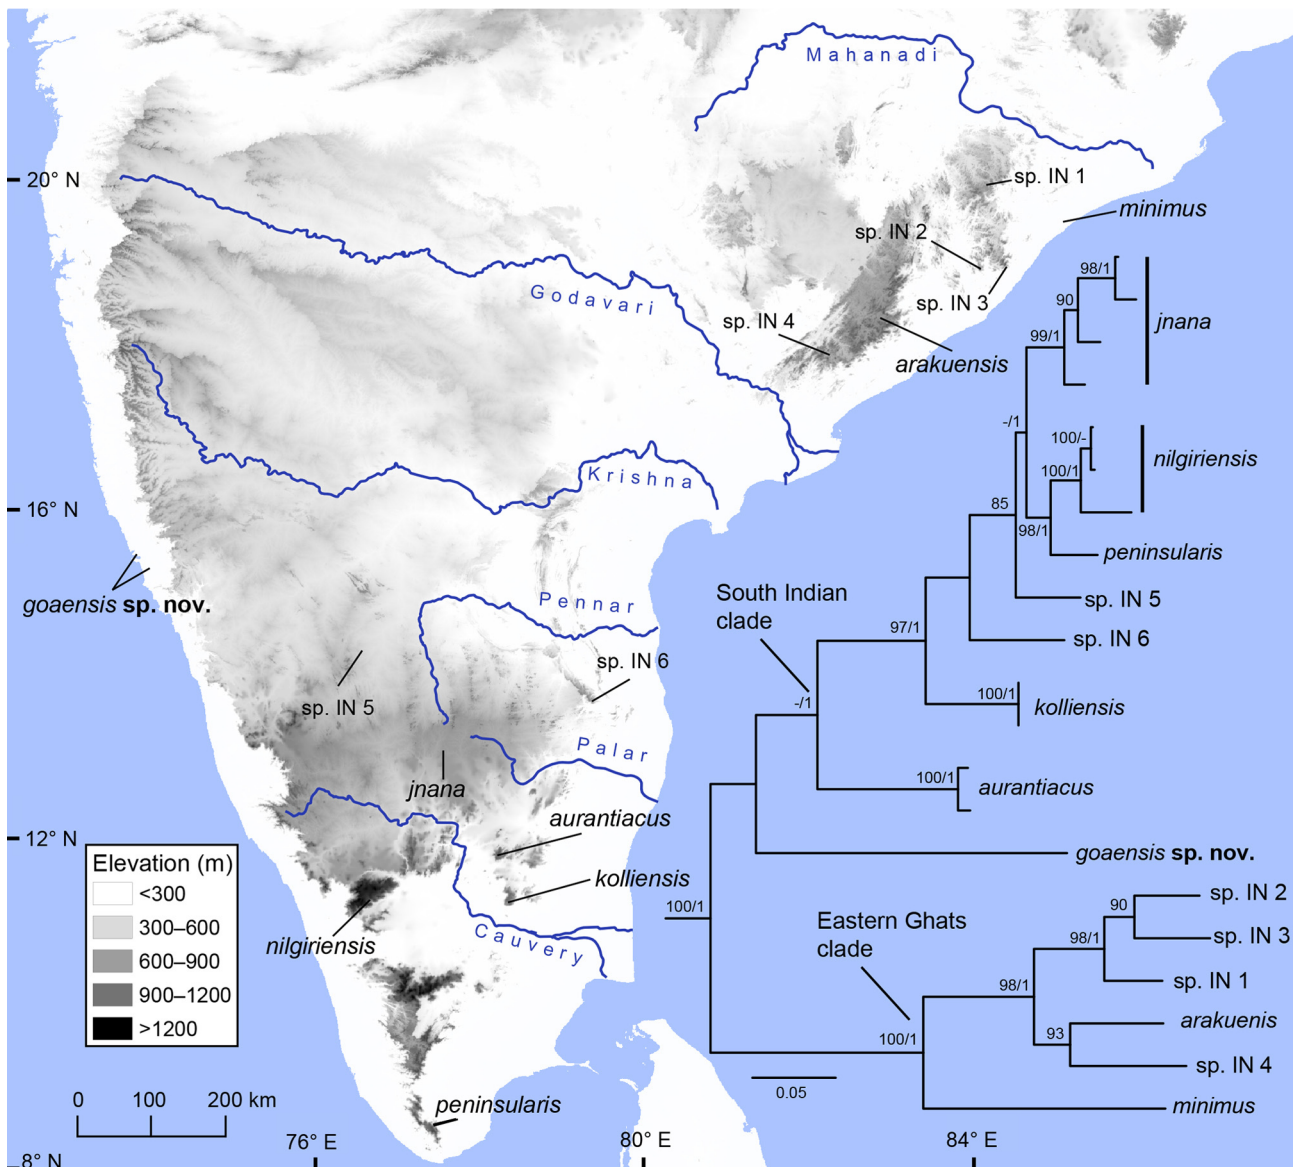 Mahanadi
20° N
sp. IN 1
minimus
sp. IN 2
sp. IN 3
Godavari
sp. IN 4
arakuensis
98/1
90
jnana
99/1
-/1
100/-
nilgiriensis
100/1
Krishna
16° N
85
98/1
peninsularis
goaensis sp. nov.
Pennar
South Indian
clade
sp. IN 5
97/1
sp. IN 6
sp. IN 6
sp. IN 5
-/1
100/1
kolliensis
Palar
jnana
100/1
aurantiacus
aurantiacus
12° N
goaensis sp. nov.
Elevation (m)
<300
300–600
600–900
900–1200
>1200
kolliensis
100/1
sp. IN 2
90
Eastern Ghats
clade
nilgiriensis
Cauvery
98/1
sp. IN 3
sp. IN 1
98/1
arakuenis
93
100/1
sp. IN 4
0.05
0 100 200 km
peninsularis
minimus
76° E
80° E
84° E
8° N